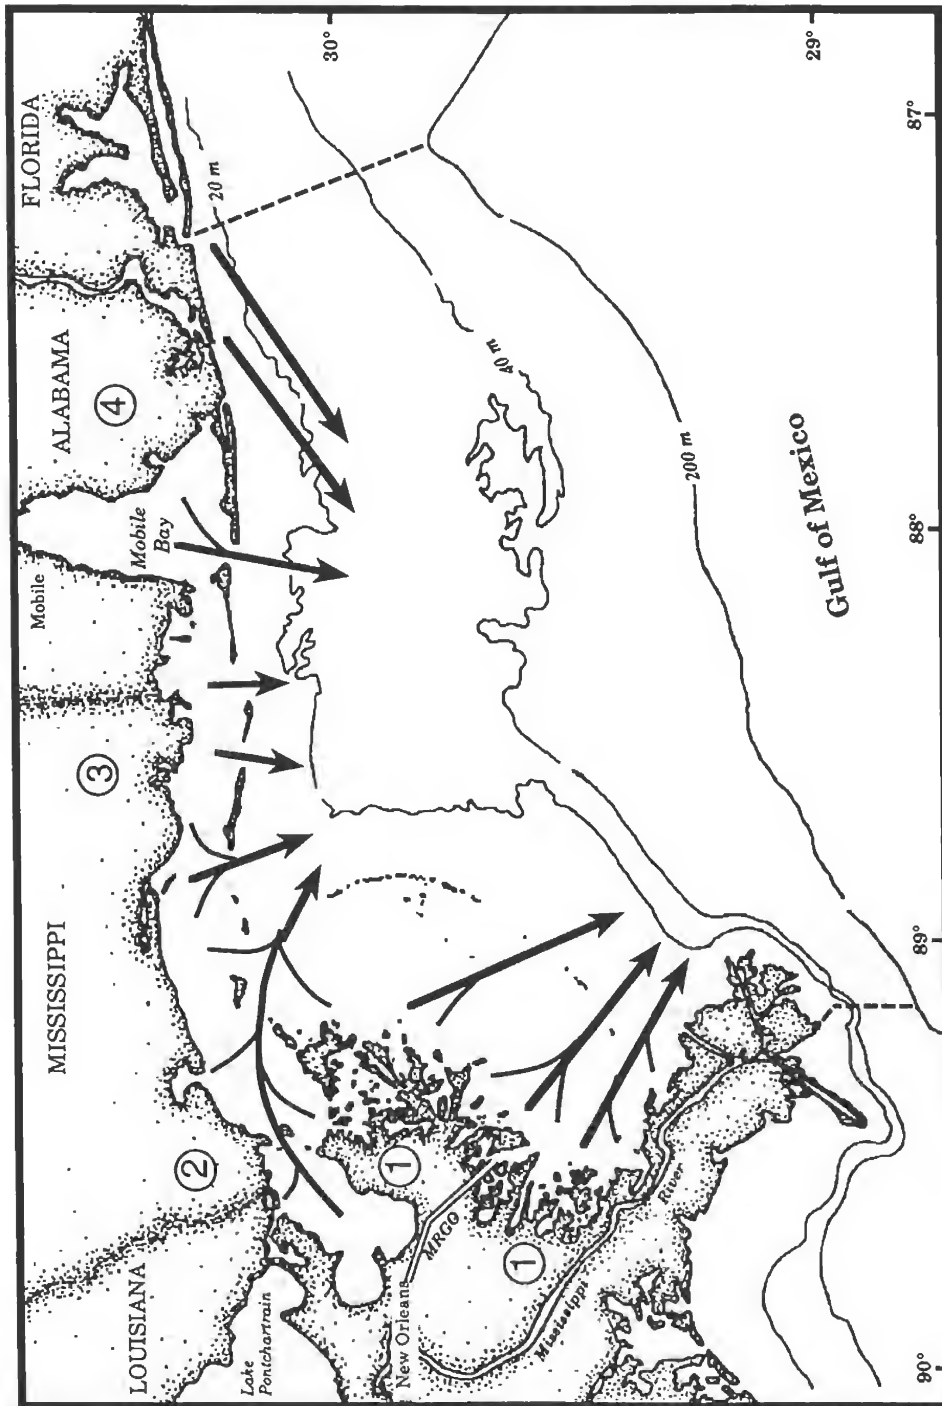 LOUISIANA
MISSISSIPPI
ALABAMA
FLORIDA
Mobile
②
③
④
Mobile
Bay
Lake
Pontchartrain
20 m
30°
①
New Orleans
MRGO
①
40 m
Mississippi
River
200 m
Gulf of Mexico
29°
90°
89°
88°
87°